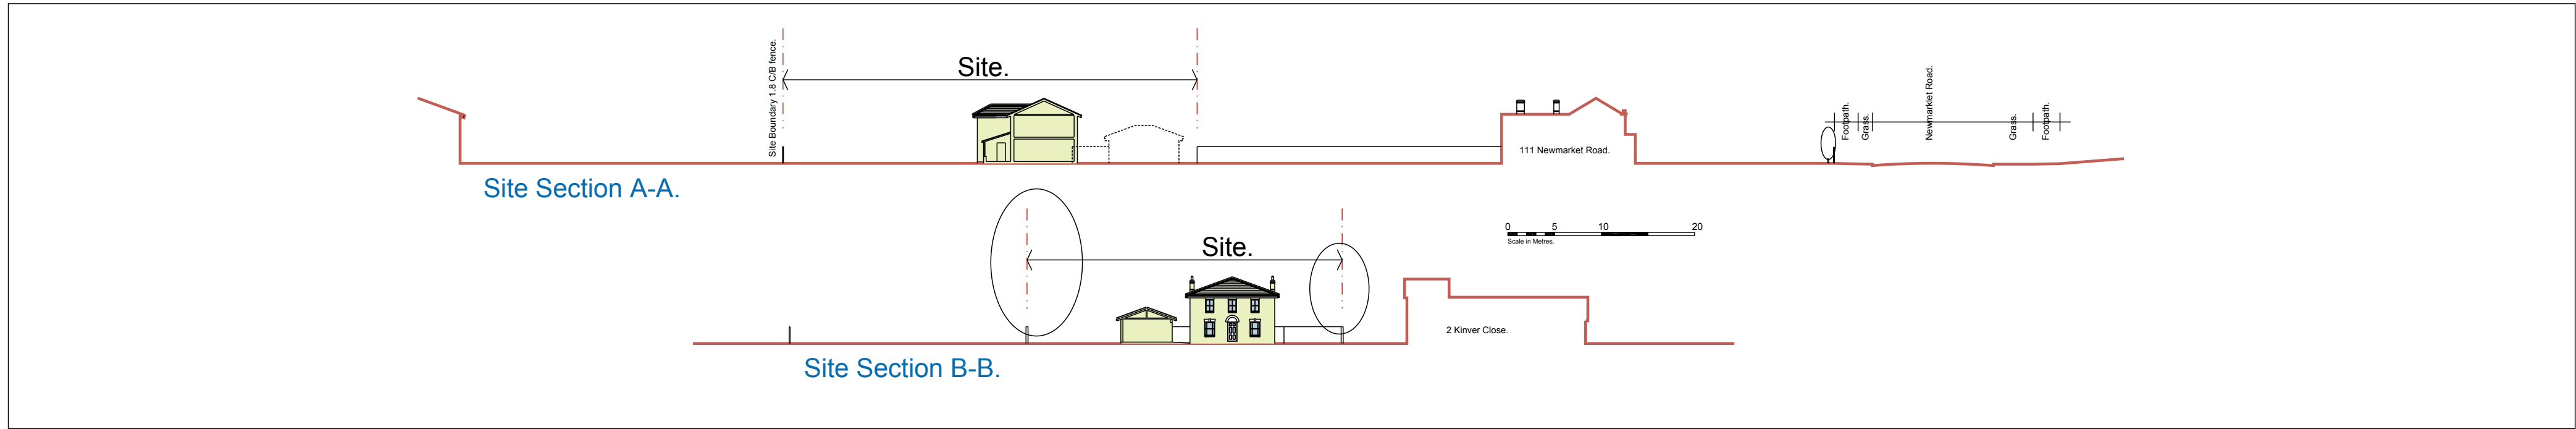 Site Boundary 1.8 C/B fence.
Site.
111 Newmarket Road.
Footpath.
Grass.
Newmarklet Road.
Grass.
Footpath.
Site Section A-A.
0 5 10 20
Scale in Metres.
Site.
2 Kinver Close.
Site Section B-B.